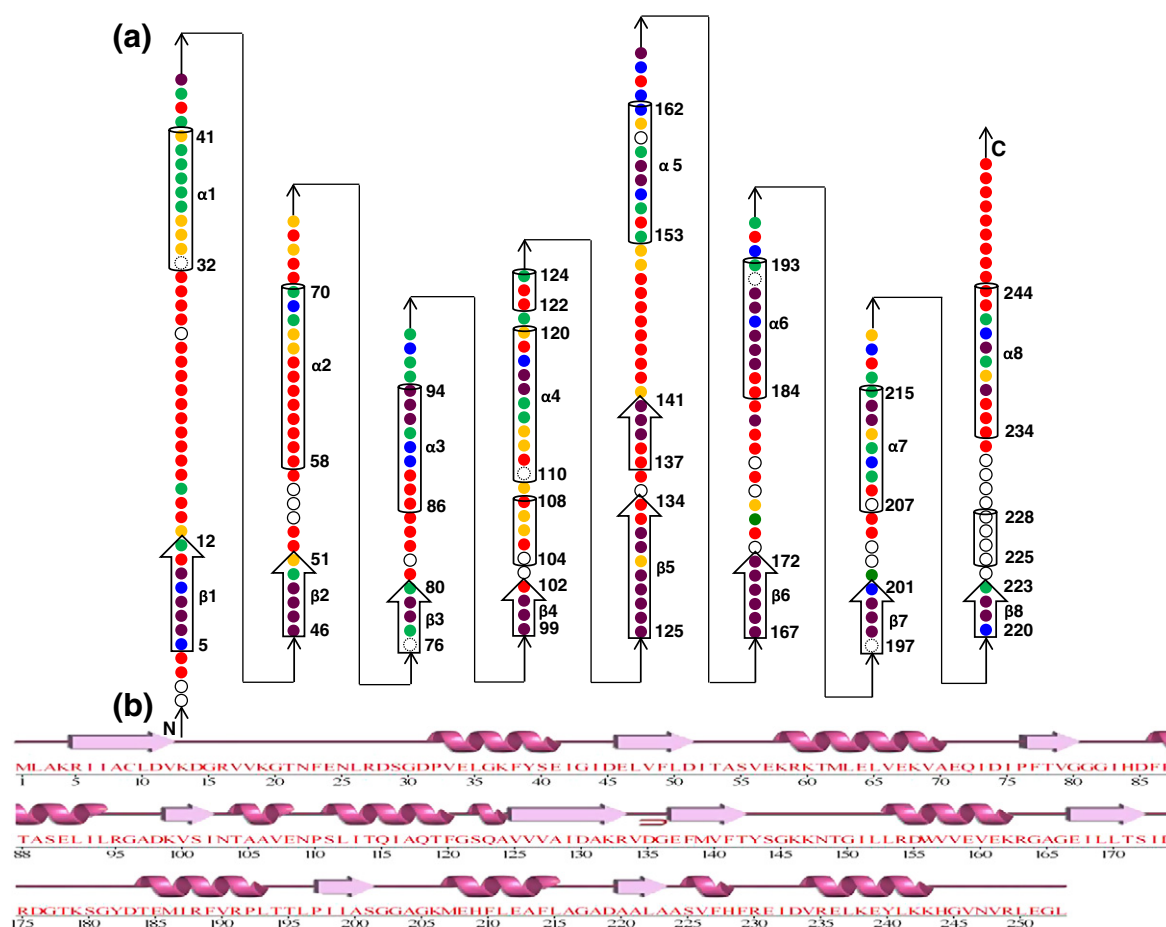 (a)
41
α1
32
12
β1
5
N
70
α2
58
51
β2
46
94
α3
86
80
β3
76
124
122
120
α4
110
108
104
102
β4
99
162
α 5
153
141
137
134
β5
125
193
α6
184
172
β6
167
215
α7
207
201
β7
197
C
244
α8
234
228
225
223
β8
220
(b)
MLAKRIIACLDVKDGRVVKGTNFENLRDSGDPVELGKFYSEIGIDELVFLDITASVEKRKTMLELVEKVAEQIDIPFTVGGGIHDF
1 5 10 15 20 25 30 35 40 45 50 55 60 65 70 75 80 85
TASELILRGADKVSINTAAVENPSLITQIAQTFGSQAVVVAIDAKRVDGEFMVFTYSGKKNTGILLRDWVVEVEKRGAGEILLTSI
88 95 100 105 110 115 120 125 130 135 140 145 150 155 160 165 170
RDGTKSGYDTEMIRFVRPLTTLPIIASGGAGKMEHFLEAFLAGADAALAASVFHFREIDVRELKEYLKKHGVNVRLEGL
175 180 185 190 195 200 205 210 215 220 225 230 235 240 245 250